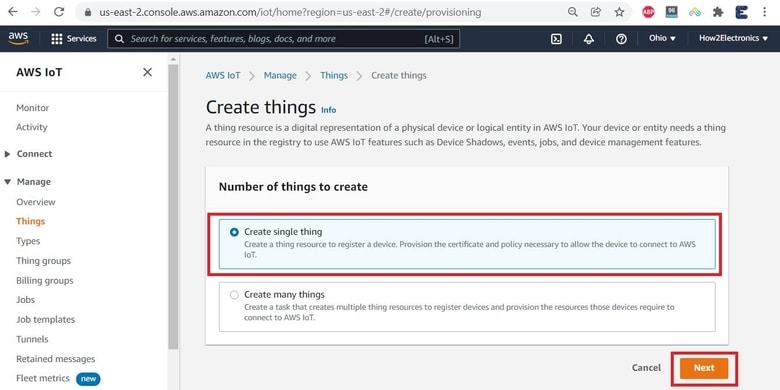 us-east-2.console.aws.amazon.com/iot/home?region=us-east-2#/create/provisioning
ABP
96
aws
Services
Search for services, features, blogs, docs, and more
[Alt+S]
Ohio
How2Electronics
AWS IoT
Monitor
Activity
Connect
Manage
Overview
Things
Types
Thing groups
Billing groups
Jobs
Job templates
Tunnels
Retained messages
Fleet metrics new
AWS IoT > Manage > Things > Create things
Create things Info
A thing resource is a digital representation of a physical device or logical entity in AWS IoT. Your device or entity needs a thing
resource in the registry to use AWS IoT features such as Device Shadows, events, jobs, and device management features.
Number of things to create
Create single thing
Create a thing resource to register a device. Provision the certificate and policy necessary to allow the device to connect to AWS
IoT.
Create many things
Create a task that creates multiple thing resources to register devices and provision the resources those devices require to
connect to AWS IoT.
Cancel
Next